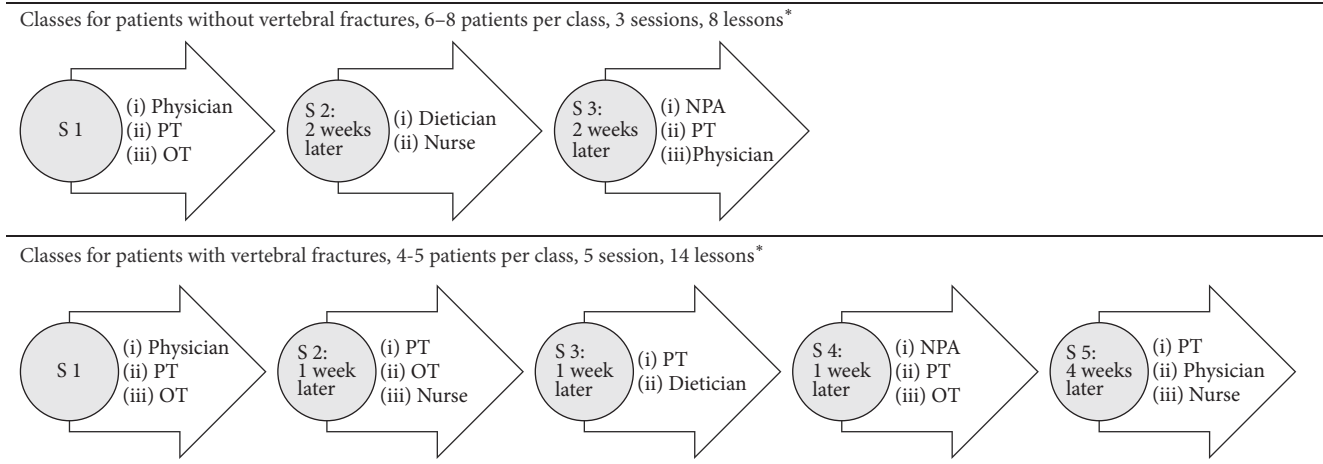 Classes for patients without vertebral fractures, 6–8 patients per class, 3 sessions, 8 lessons*
S 1
(i) Physician
(ii) PT
(iii) OT
S 2:
2 weeks
later
(i) Dietician
(ii) Nurse
S 3:
2 weeks
later
(i) NPA
(ii) PT
(iii)Physician
Classes for patients with vertebral fractures, 4-5 patients per class, 5 session, 14 lessons*
S 1
(i) Physician
(ii) PT
(iii) OT
S 2:
1 week
later
(i) PT
(ii) OT
(iii) Nurse
S 3:
1 week
later
(i) PT
(ii) Dietician
S 4:
1 week
later
(i) NPA
(ii) PT
(iii) OT
S 5:
4 weeks
later
(i) PT
(ii) Physician
(iii) Nurse